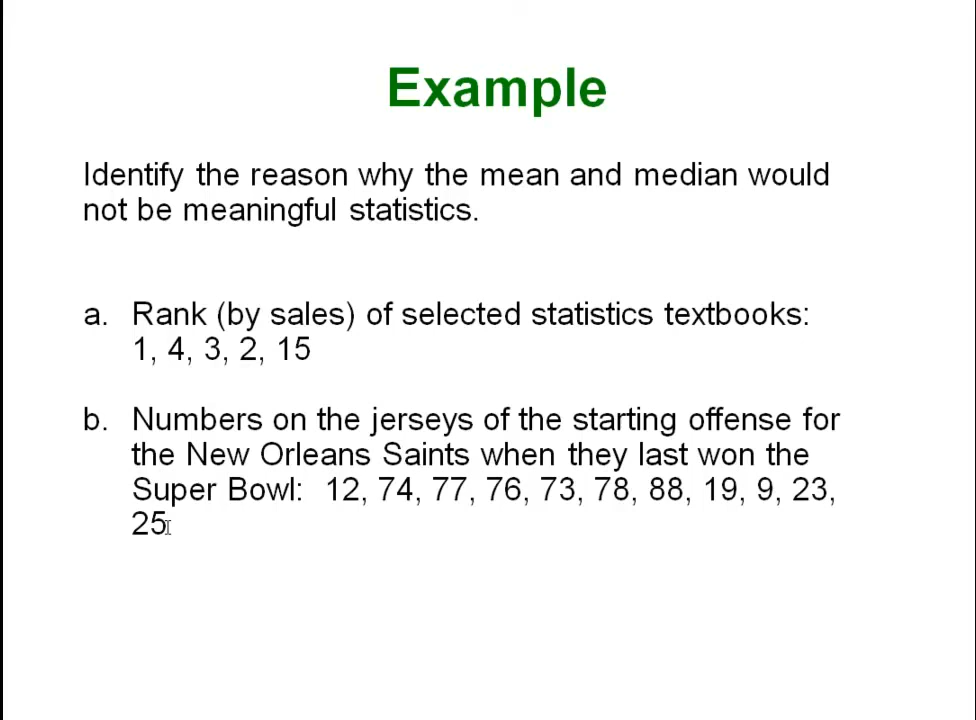 Example
Identify the reason why the mean and median would
not be meaningful statistics.
a. Rank (by sales) of selected statistics textbooks:
1, 4, 3, 2, 15
b. Numbers on the jerseys of the starting offense for
the New Orleans Saints when they last won the
Super Bowl: 12, 74, 77, 76, 73, 78, 88, 19, 9, 23,
25